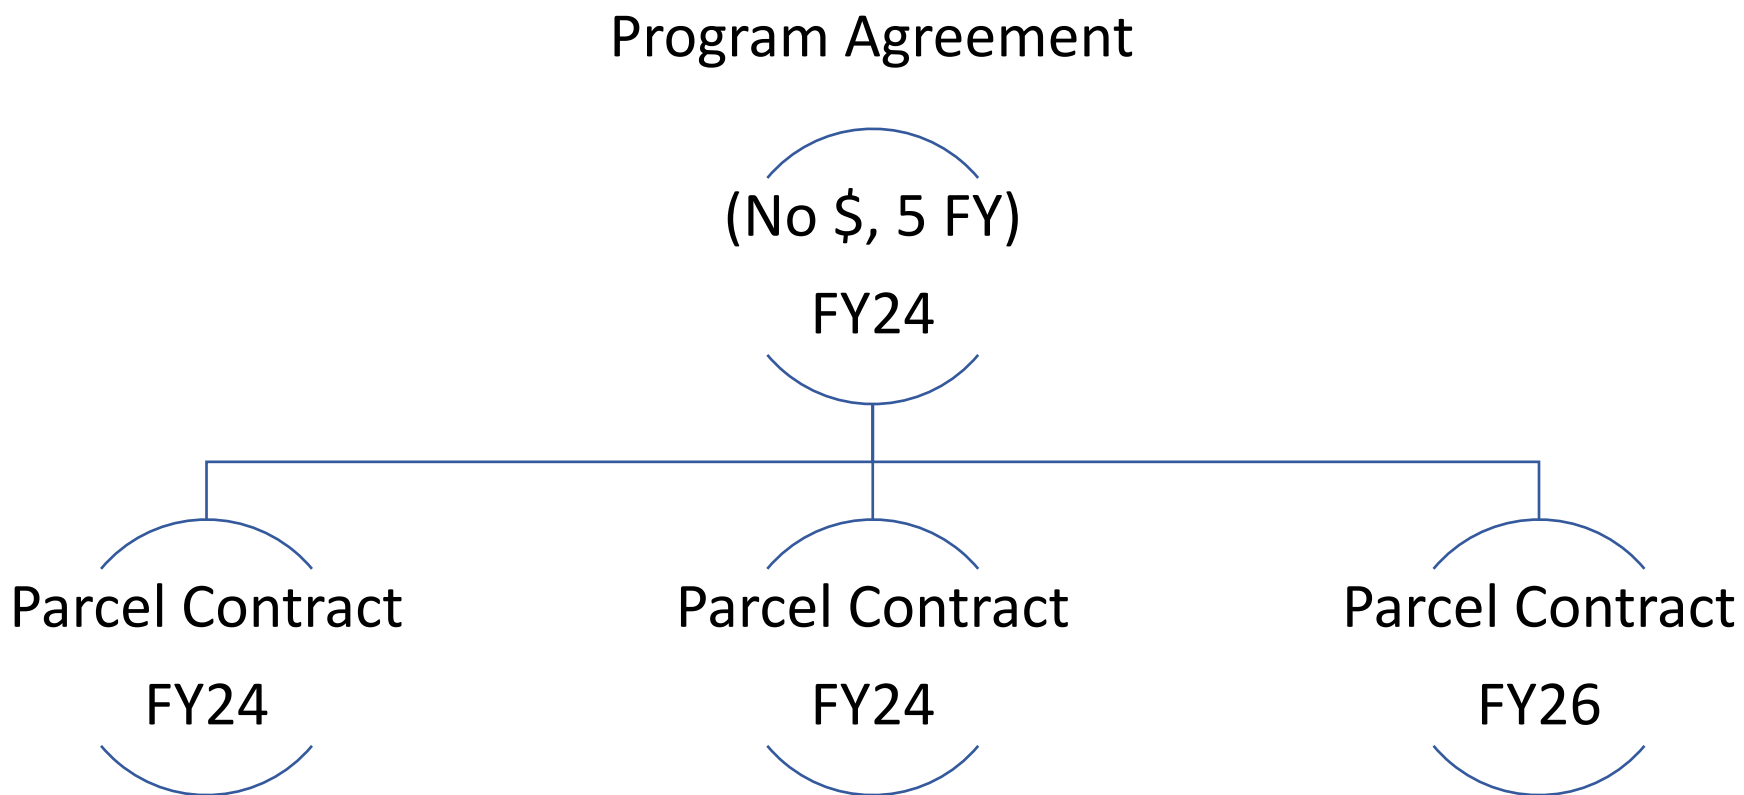 Program Agreement
(No $, 5 FY)
FY24
Parcel Contract
FY24
Parcel Contract
FY24
Parcel Contract
FY26